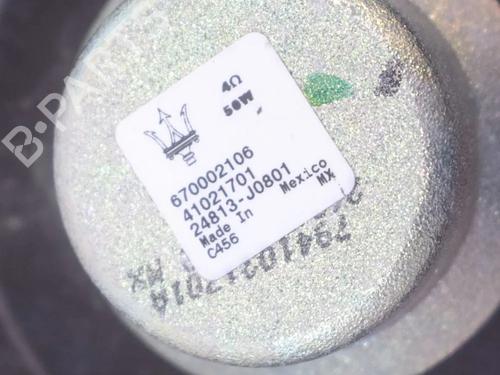 B-PARTS
4Ω
50W
670002106
41021701
24813-J0801
Made In Mexico
C456 MX